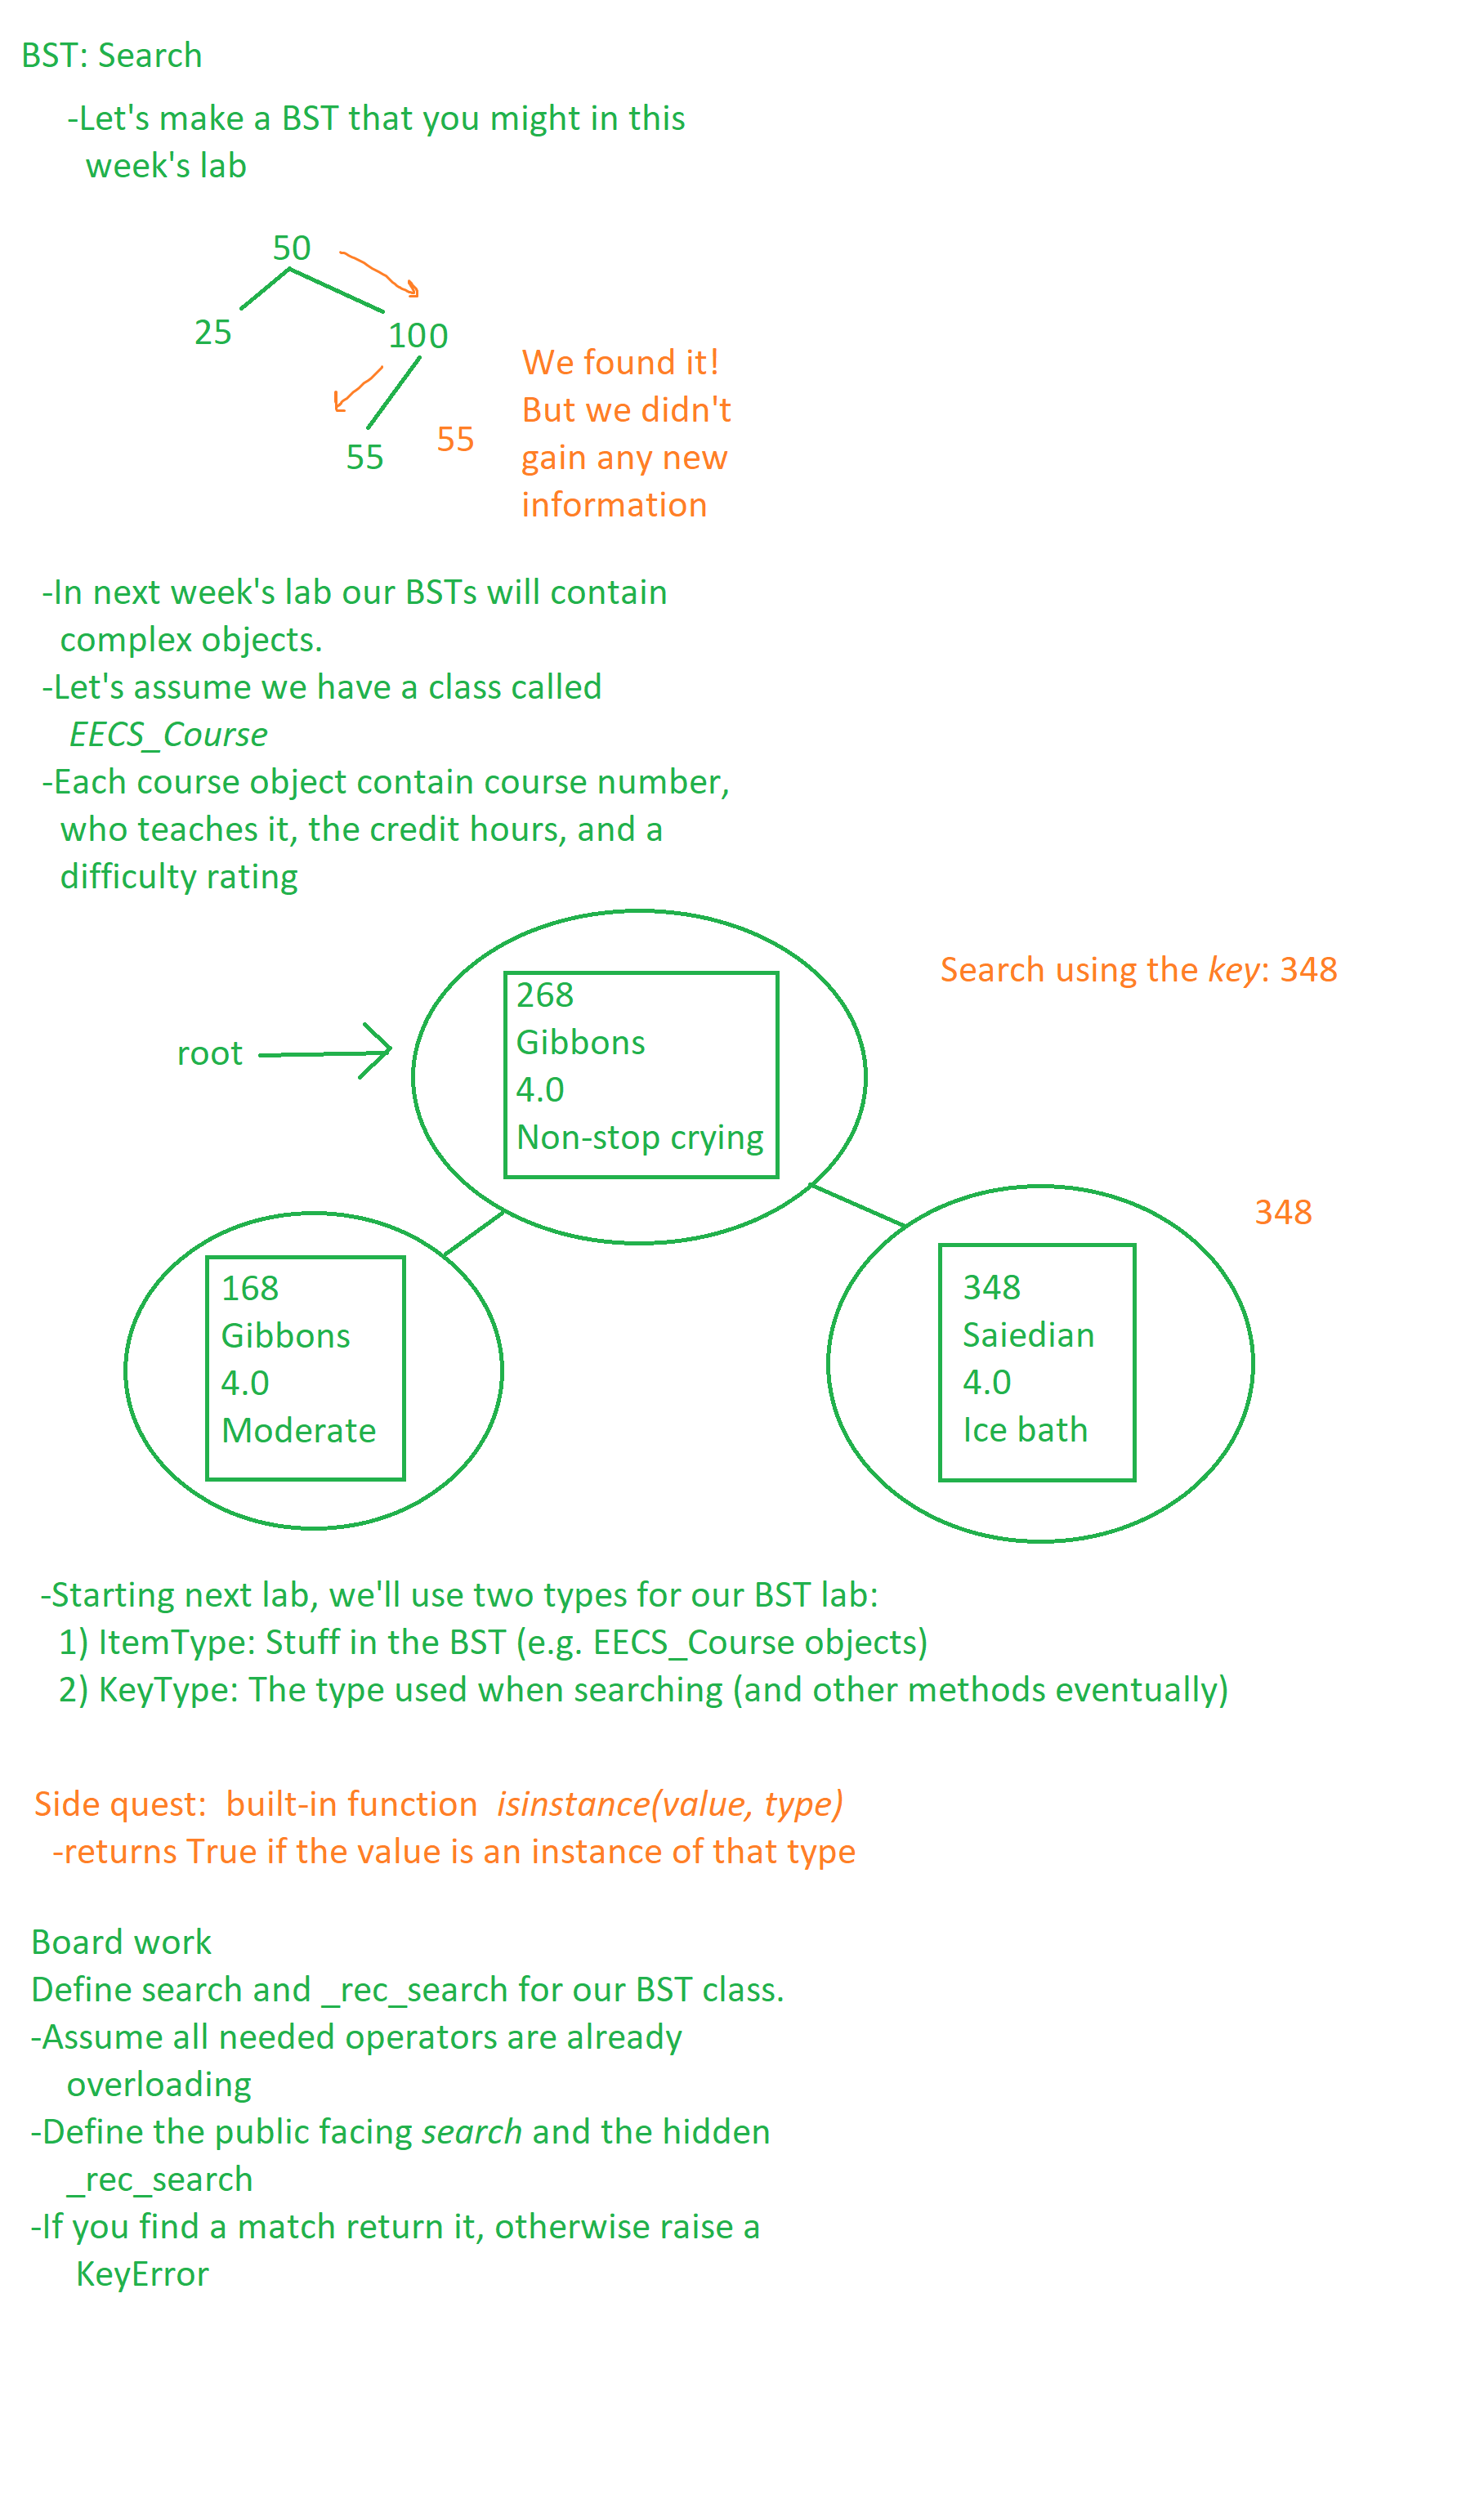 BST: Search
-Let's make a BST that you might in this
week's lab
50
25
100
We found it!
But we didn't
55
55
gain any new
information
-In next week's lab our BSTs will contain
complex objects.
-Let's assume we have a class called
EECS_Course
-Each course object contain course number,
who teaches it, the credit hours, and a
difficulty rating
Search using the key: 348
root
268
Gibbons
4.0
Non-stop crying
348
168
Gibbons
4.0
Moderate
348
Saiedian
4.0
Ice bath
-Starting next lab, we'll use two types for our BST lab:
1) ItemType: Stuff in the BST (e.g. EECS_Course objects)
2) KeyType: The type used when searching (and other methods eventually)
Side quest: built-in function isinstance(value, type)
-returns True if the value is an instance of that type
Board work
Define search and _rec_search for our BST class.
-Assume all needed operators are already
overloading
-Define the public facing search and the hidden
_rec_search
-If you find a match return it, otherwise raise a
KeyError